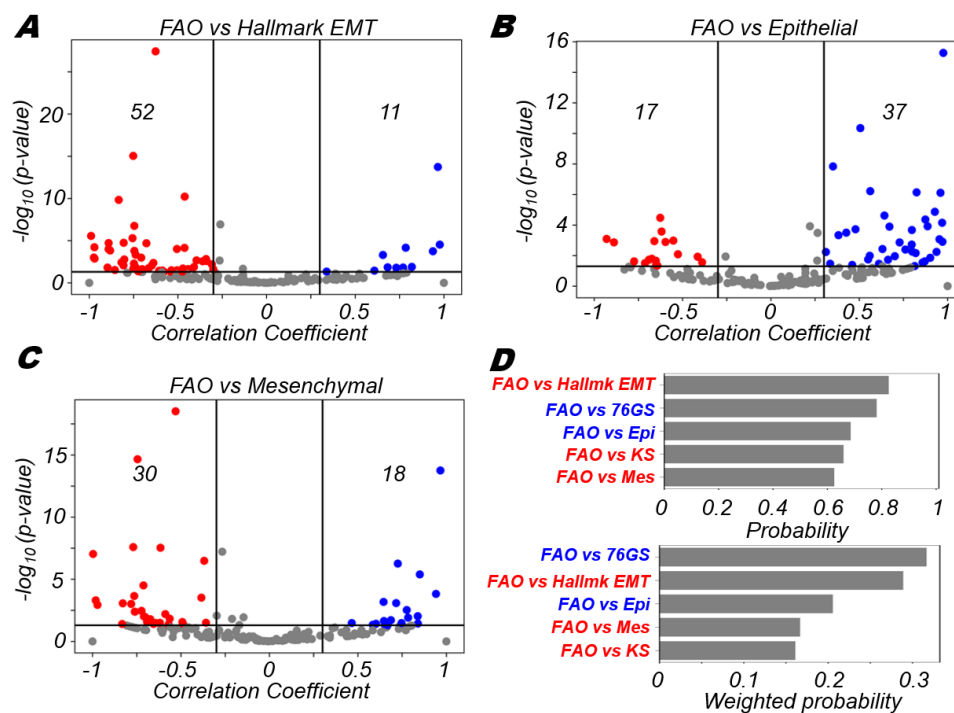 A
FAO vs Hallmark EMT
-log10 (p-value)
20
10
0
52
11
-1
-0.5
0
0.5
1
Correlation Coefficient
B
FAO vs Epithelial
-log10 (p-value)
16
12
8
4
0
17
37
-1
-0.5
0
0.5
1
Correlation Coefficient
C
FAO vs Mesenchymal
-log10 (p-value)
15
10
5
0
30
18
-1
-0.5
0
0.5
1
Correlation Coefficient
D
FAO vs Hallmk EMT
FAO vs 76GS
FAO vs Epi
FAO vs KS
FAO vs Mes
0 0.2 0.4 0.6 0.8 1
Probability
FAO vs 76GS
FAO vs Hallmk EMT
FAO vs Epi
FAO vs Mes
FAO vs KS
0 0.1 0.2 0.3
Weighted probability